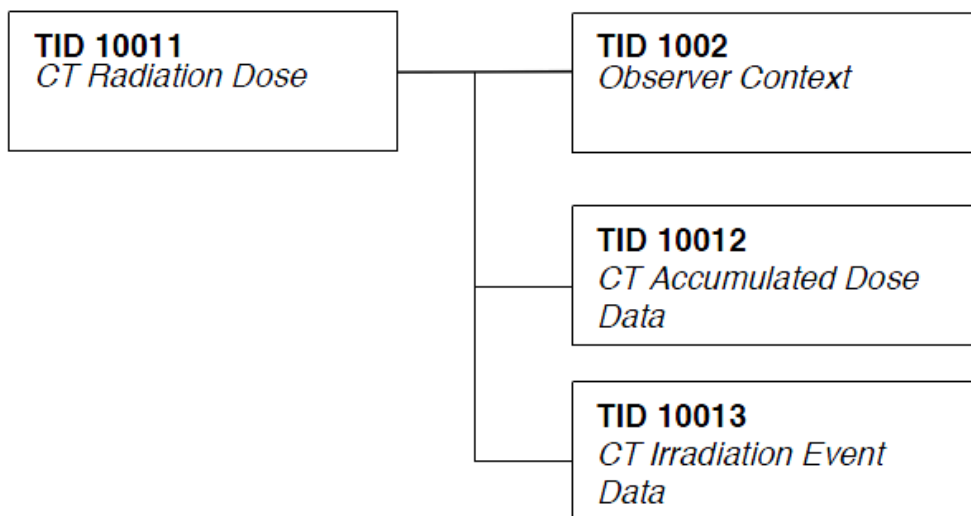 TID 10011
CT Radiation Dose
TID 1002
Observer Context
TID 10012
CT Accumulated Dose
Data
TID 10013
CT Irradiation Event
Data